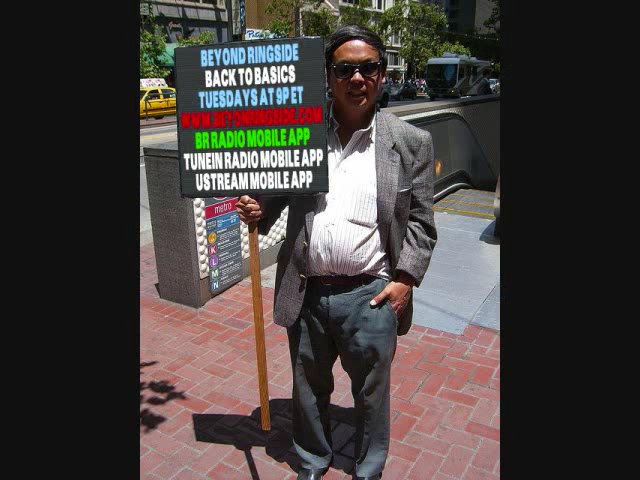 BEYOND RINGSIDE
BACK TO BASICS
TUESDAYS AT 9P ET
WWW.BEYONRINGSIDE.COM
BR RADIO MOBILE APP
TUNEIN RADIO MOBILE APP
USTREAM MOBILE APP
metro
K
L
M
N